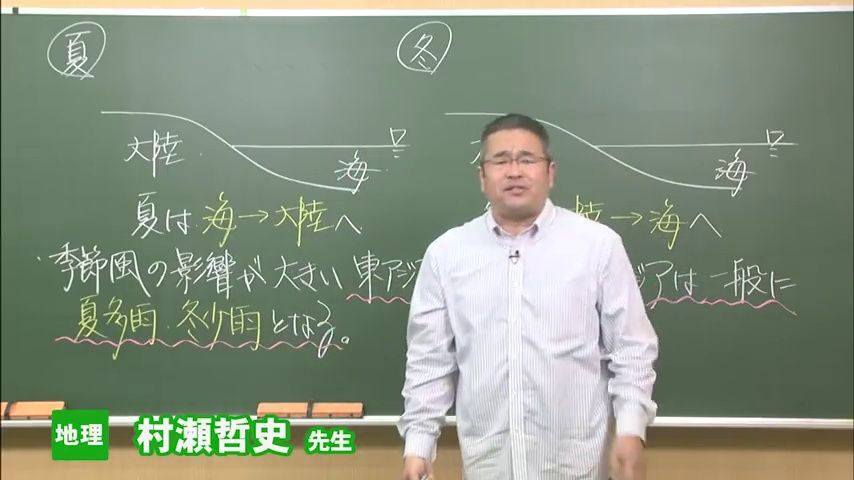 夏
冬
大陸
海
海
夏は 海→大陸へ
陸→海へ
季節風の影響が大きい 東アジ
ジアは一般に
夏多雨・冬少雨となる。
地理 村瀬哲史 先生